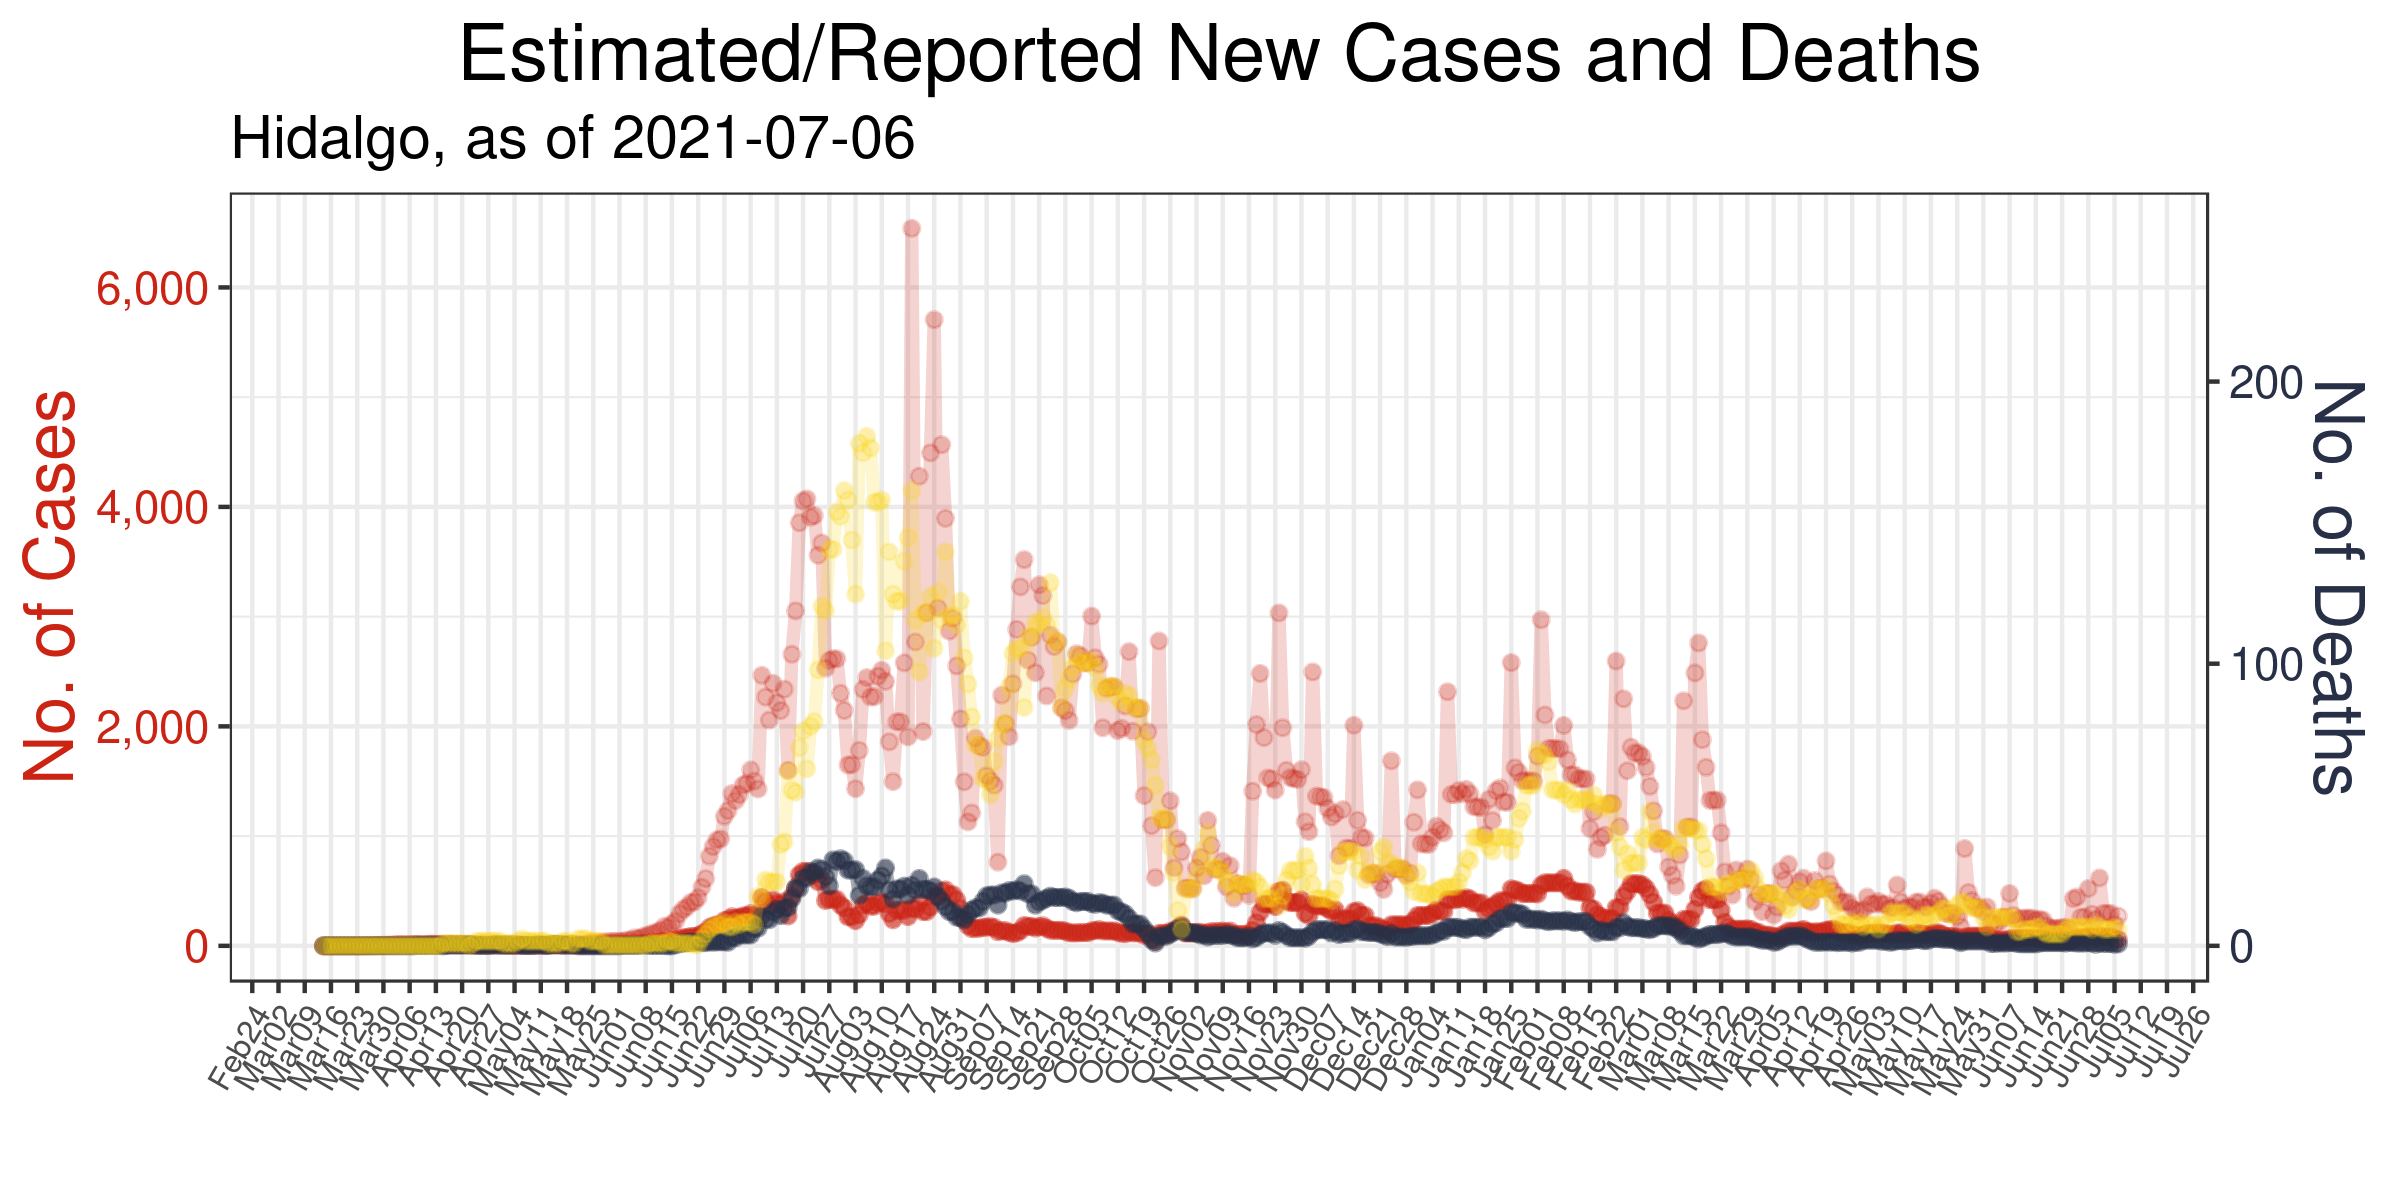 Estimated/Reported New Cases and Deaths
Hidalgo, as of 2021-07-06
No. of Cases
6,000
4,000
2,000
0
200
100
0
No. of Deaths
Feb24
Mar02
Mar09
Mar16
Mar23
Mar30
Apr06
Apr13
Apr20
Apr27
May04
May11
May18
May25
Jun01
Jun08
Jun15
Jun22
Jun29
Jul06
Jul13
Jul20
Jul27
Aug03
Aug10
Aug17
Aug24
Aug31
Sep07
Sep14
Sep21
Sep28
Oct05
Oct12
Oct19
Oct26
Nov02
Nov09
Nov16
Nov23
Nov30
Dec07
Dec14
Dec21
Dec28
Jan04
Jan11
Jan18
Jan25
Feb01
Feb08
Feb15
Feb22
Mar01
Mar08
Mar15
Mar22
Mar29
Apr05
Apr12
Apr19
Apr26
May03
May10
May17
May24
May31
Jun07
Jun14
Jun21
Jun28
Jul05
Jul12
Jul19
Jul26